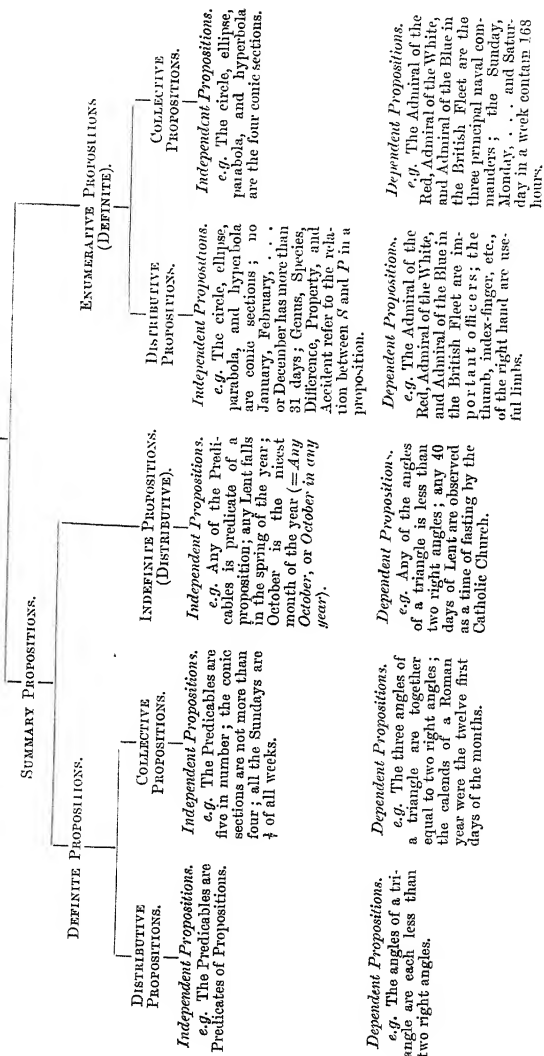 SUMMARY PROPOSITIONS.
ENUMERATIVE PROPOSITIONS
(DEFINITE).
DEFINITE PROPOSITIONS.
INDEFINITE PROPOSITIONS
(DISTRIBUTIVE).
DISTRIBUTIVE
PROPOSITIONS.
COLLECTIVE
PROPOSITIONS.
DISTRIBUTIVE
PROPOSITIONS.
COLLECTIVE
PROPOSITIONS.
Independent Propositions.
e.g. The Predicables are
Predicates of Propositions.
Independent Propositions.
e.g. The Predicables are
five in number; the conic
sections are not more than
four; all the Sundays are
⅐ of all weeks.
Independent Propositions.
e.g. Any of the Predi-
cables is predicate of a
proposition; any Lent falls
in the spring of the year;
October is the nicest
month of the year (=Any
October, or October in any
year).
Independent Propositions.
e.g. The circle, ellipse,
parabola, and hyperbola
are conic sections; no
January, February, . . .
or December has more than
31 days; Genus, Species,
Difference, Property, and
Accident refer to the rela-
tion between S and P in a
proposition.
Independent Propositions.
e.g. The circle, ellipse,
parabola, and hyperbola
are the four conic sections.
Dependent Propositions.
e.g. The angles of a tri-
angle are each less than
two right angles.
Dependent Propositions.
e.g. The three angles of
a triangle are together
equal to two right angles;
the calends of a Roman
year were the twelve first
days of the months.
Dependent Propositions.
e.g. Any of the angles
of a triangle is less than
two right angles; any 40
days of Lent are observed
as a time of fasting by the
Catholic Church.
Dependent Propositions.
e.g. The Admiral of the
Red, Admiral of the White,
and Admiral of the Blue in
the British Fleet are im-
portant officers; the
thumb, index-finger, etc.,
of the right hand are use-
ful limbs.
Dependent Propositions.
e.g. The Admiral of the
Red, Admiral of the White,
and Admiral of the Blue in
the British Fleet are the
three principal naval com-
manders; the Sunday,
Monday, . . . and Satur-
day in a week contain 168
hours.